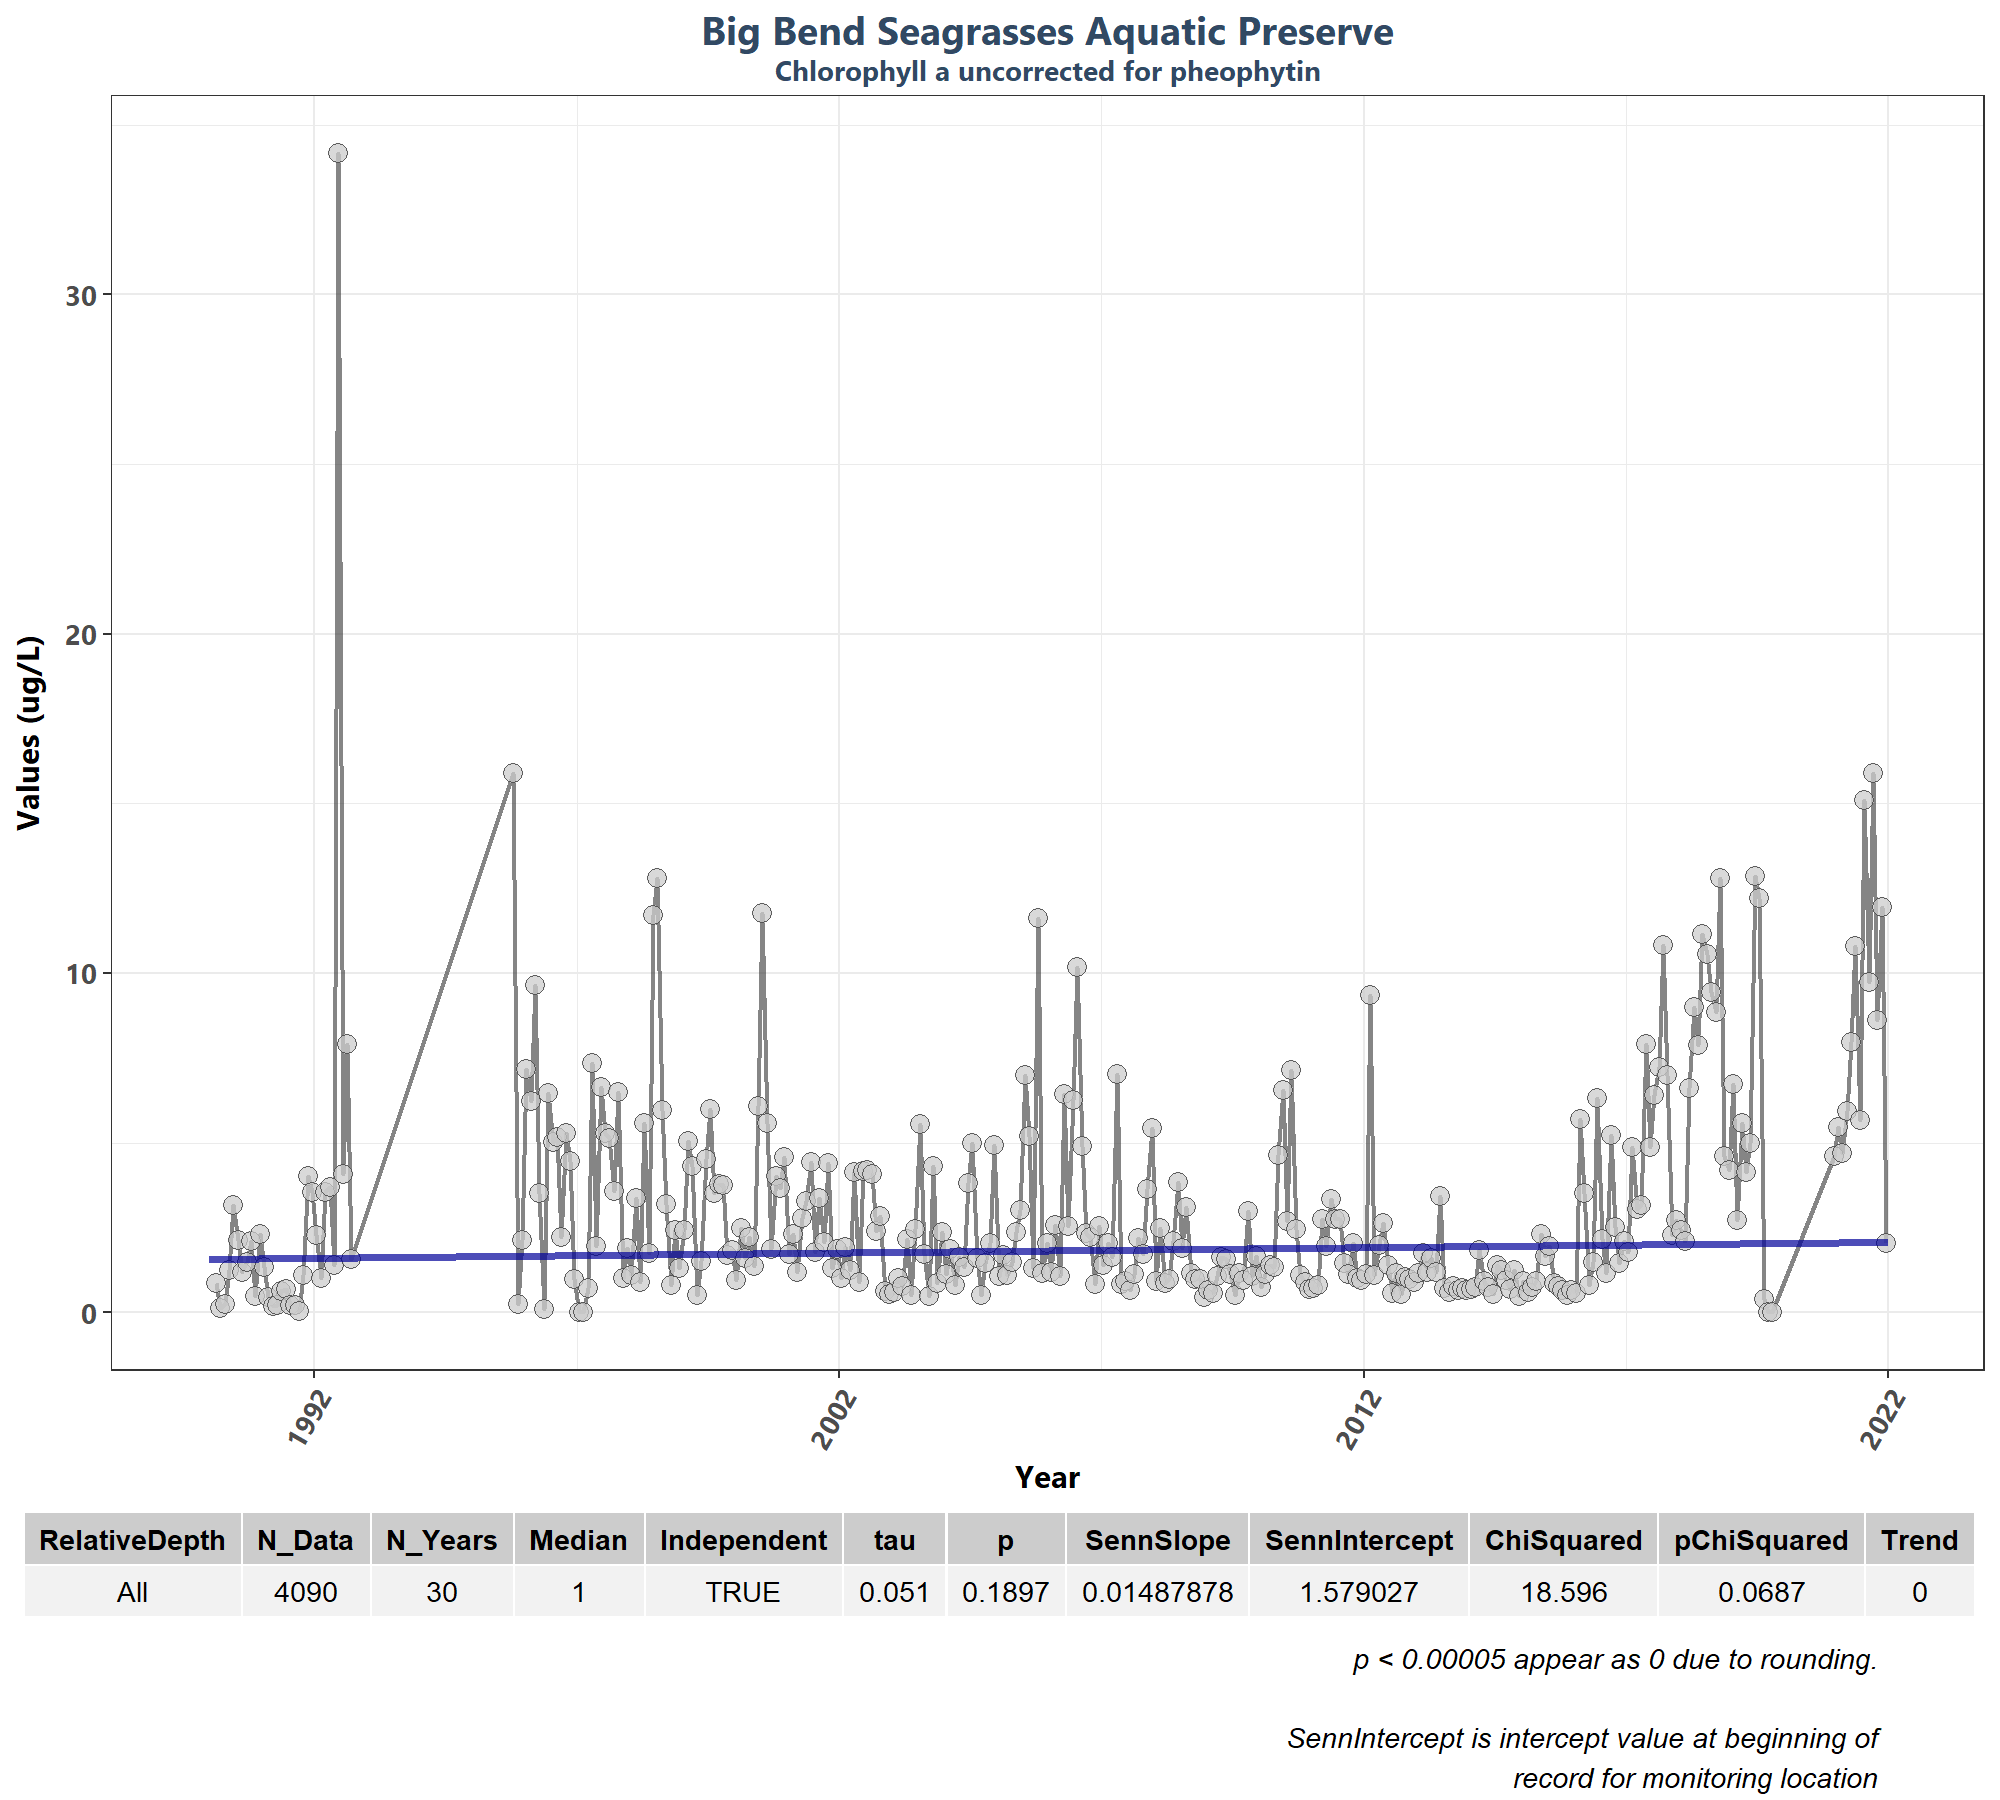 Big Bend Seagrasses Aquatic Preserve
Chlorophyll a uncorrected for pheophytin
Values (ug/L)
30
20
10
0
1992
2002
2012
2022
Year
RelativeDepth N_Data N_Years Median Independent tau p SennSlope SennIntercept ChiSquared pChiSquared Trend
All 4090 30 1 TRUE 0.051 0.1897 0.01487878 1.579027 18.596 0.0687 0
p < 0.00005 appear as 0 due to rounding.
SennIntercept is intercept value at beginning of
record for monitoring location